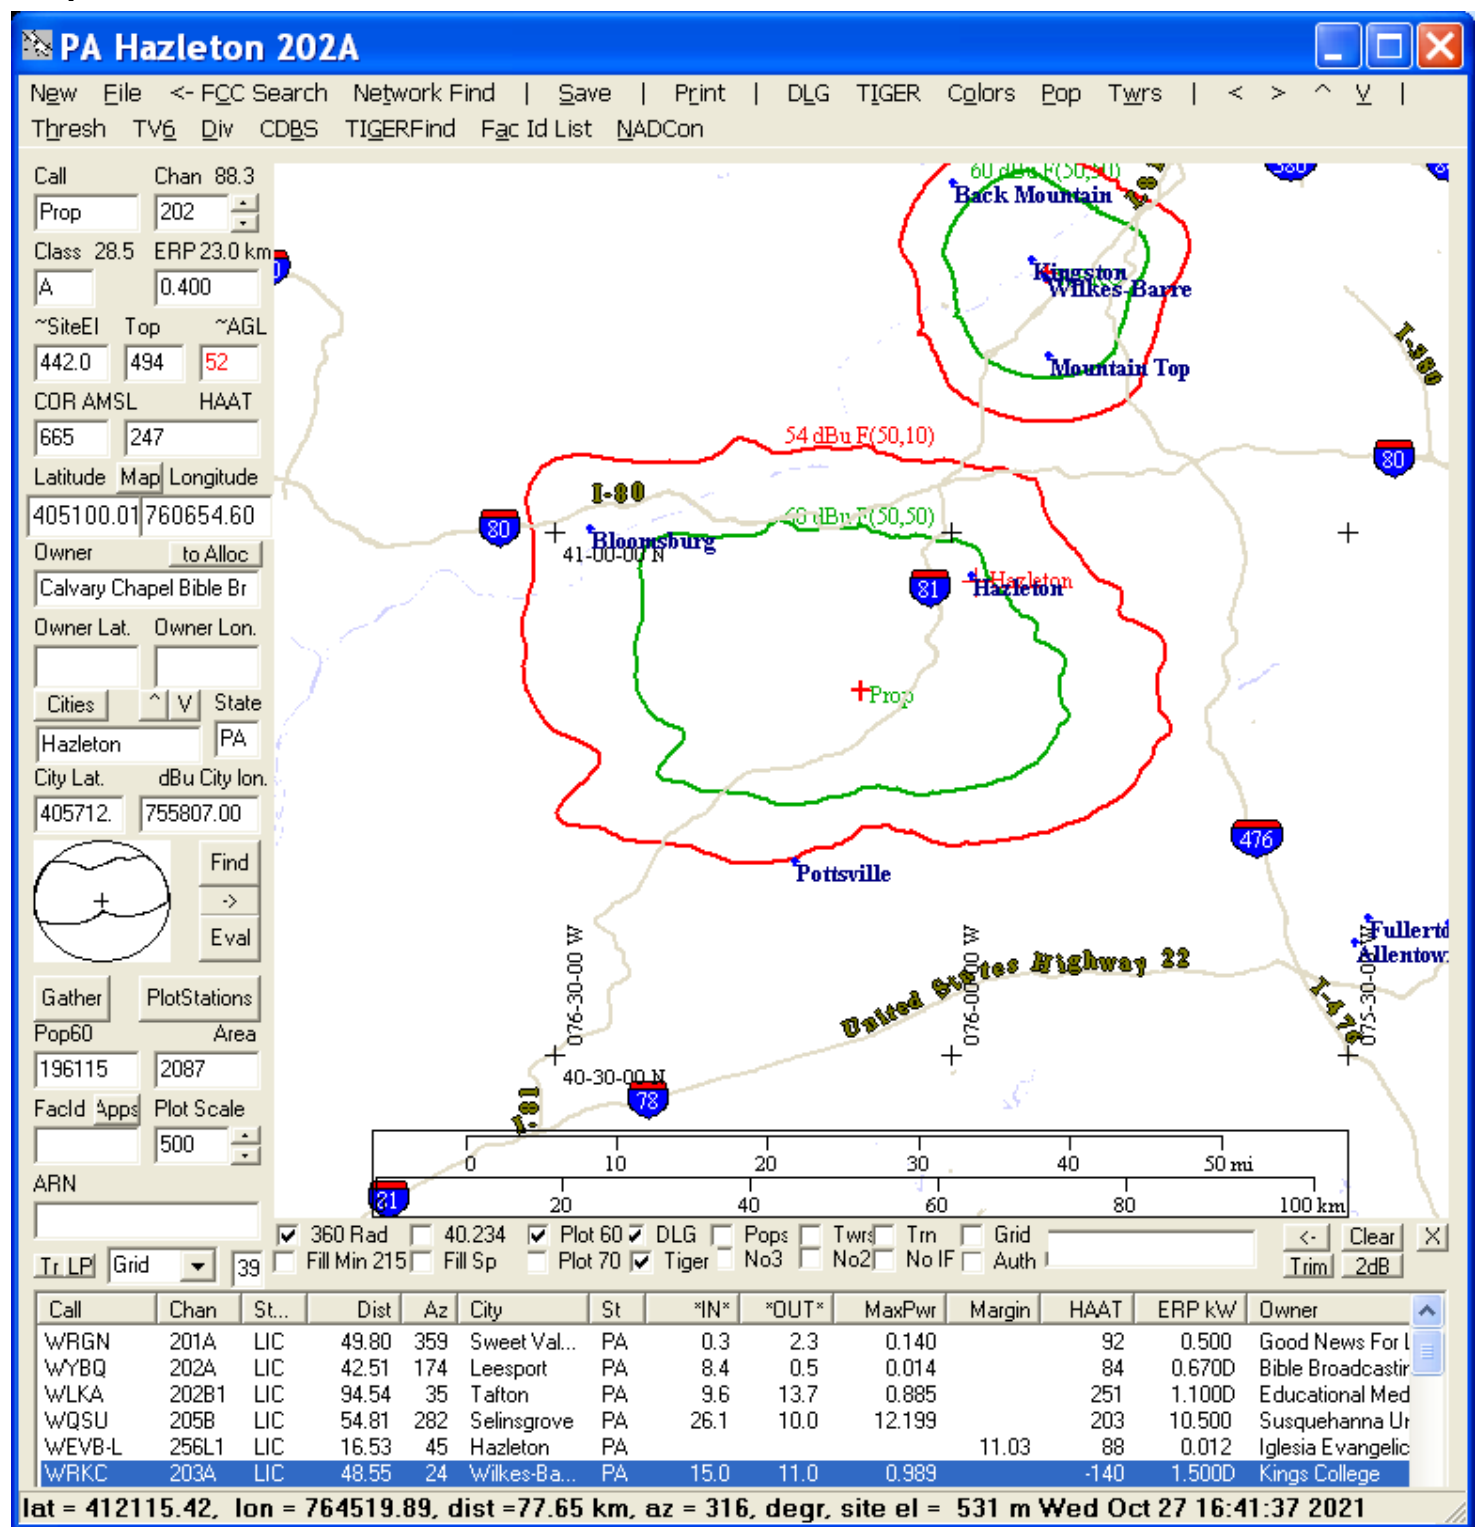 PA Hazleton 202A
New File <- FCC Search Network Find | Save | Print | DLG TIGER Colors Pop Twrs | < > ^ V |
Thresh TV6 Div CDBS TIGERFind Fac Id List NADCon
Call Chan 88.3
Prop 202
Class 28.5 ERP 23.0 km
A 0.400
~SiteEl Top ~AGL
442.0 494 52
COR AMSL HAAT
665 247
Latitude Map Longitude
405100.01 760654.60
Owner to Alloc
Calvary Chapel Bible Br
Owner Lat. Owner Lon.
Cities ^ V State
Hazleton PA
City Lat. dBu City lon.
405712. 755807.00
Find
->
Eval
Gather PlotStations
Pop60 Area
196115 2087
FacId Apps Plot Scale
500
ARN
Tr LP Grid 39
60 dBu F(50,50)
Back Mountain
Kingston
Wilkes-Barre
Mountain Top
I-380
54 dBu F(50,10)
80
I-80
80
60 dBu F(50,50)
Bloomsburg
41-00-00 N
81
Hazleton
Hazleton
Prop
476
Pottsville
Fullerto
Allentow
076-30-00 W
076-00-00 W
075-30-00 W
United States Highway 22
I-476
40-30-00 N
78
I-81
0 10 20 30 40 50 mi
81
20 40 60 80 100 km
360 Rad 40.234 Plot 60 DLG Pops Twrs Trn Grid <- Clear X
Fill Min 215 Fill Sp Plot 70 Tiger No3 No2 No IF Auth Trim 2dB
Call Chan St... Dist Az City St *IN* *OUT* MaxPwr Margin HAAT ERP kW Owner
WRGN 201A LIC 49.80 359 Sweet Val... PA 0.3 2.3 0.140 92 0.500 Good News For L
WYBQ 202A LIC 42.51 174 Leesport PA 8.4 0.5 0.014 84 0.670D Bible Broadcastin
WLKA 202B1 LIC 94.54 35 Tafton PA 9.6 13.7 0.885 251 1.100D Educational Med
WQSU 205B LIC 54.81 282 Selinsgrove PA 26.1 10.0 12.199 203 10.500 Susquehanna Ur
WEVB-L 256L1 LIC 16.53 45 Hazleton PA 11.03 88 0.012 Iglesia Evangelic
WRKC 203A LIC 48.55 24 Wilkes-Ba... PA 15.0 11.0 0.989 -140 1.500D Kings College
lat = 412115.42, lon = 764519.89, dist =77.65 km, az = 316, degr, site el = 531 m Wed Oct 27 16:41:37 2021